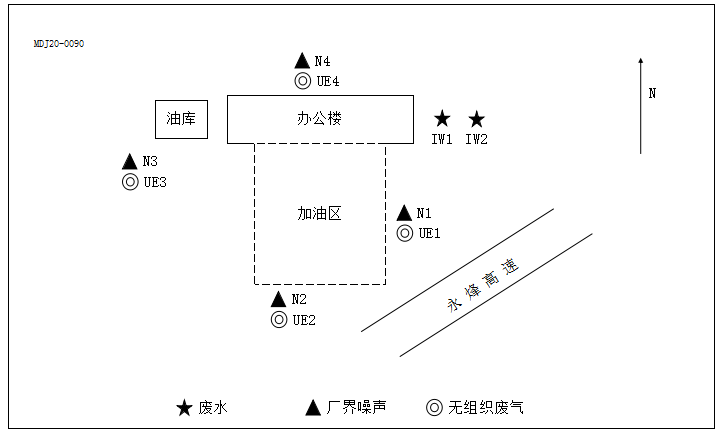 MDJ20-0090
N4
UE4
N
油库
办公楼
IW1
IW2
N3
UE3
加油区
N1
UE1
N2
UE2
永烽高速
废水
厂界噪声
无组织废气